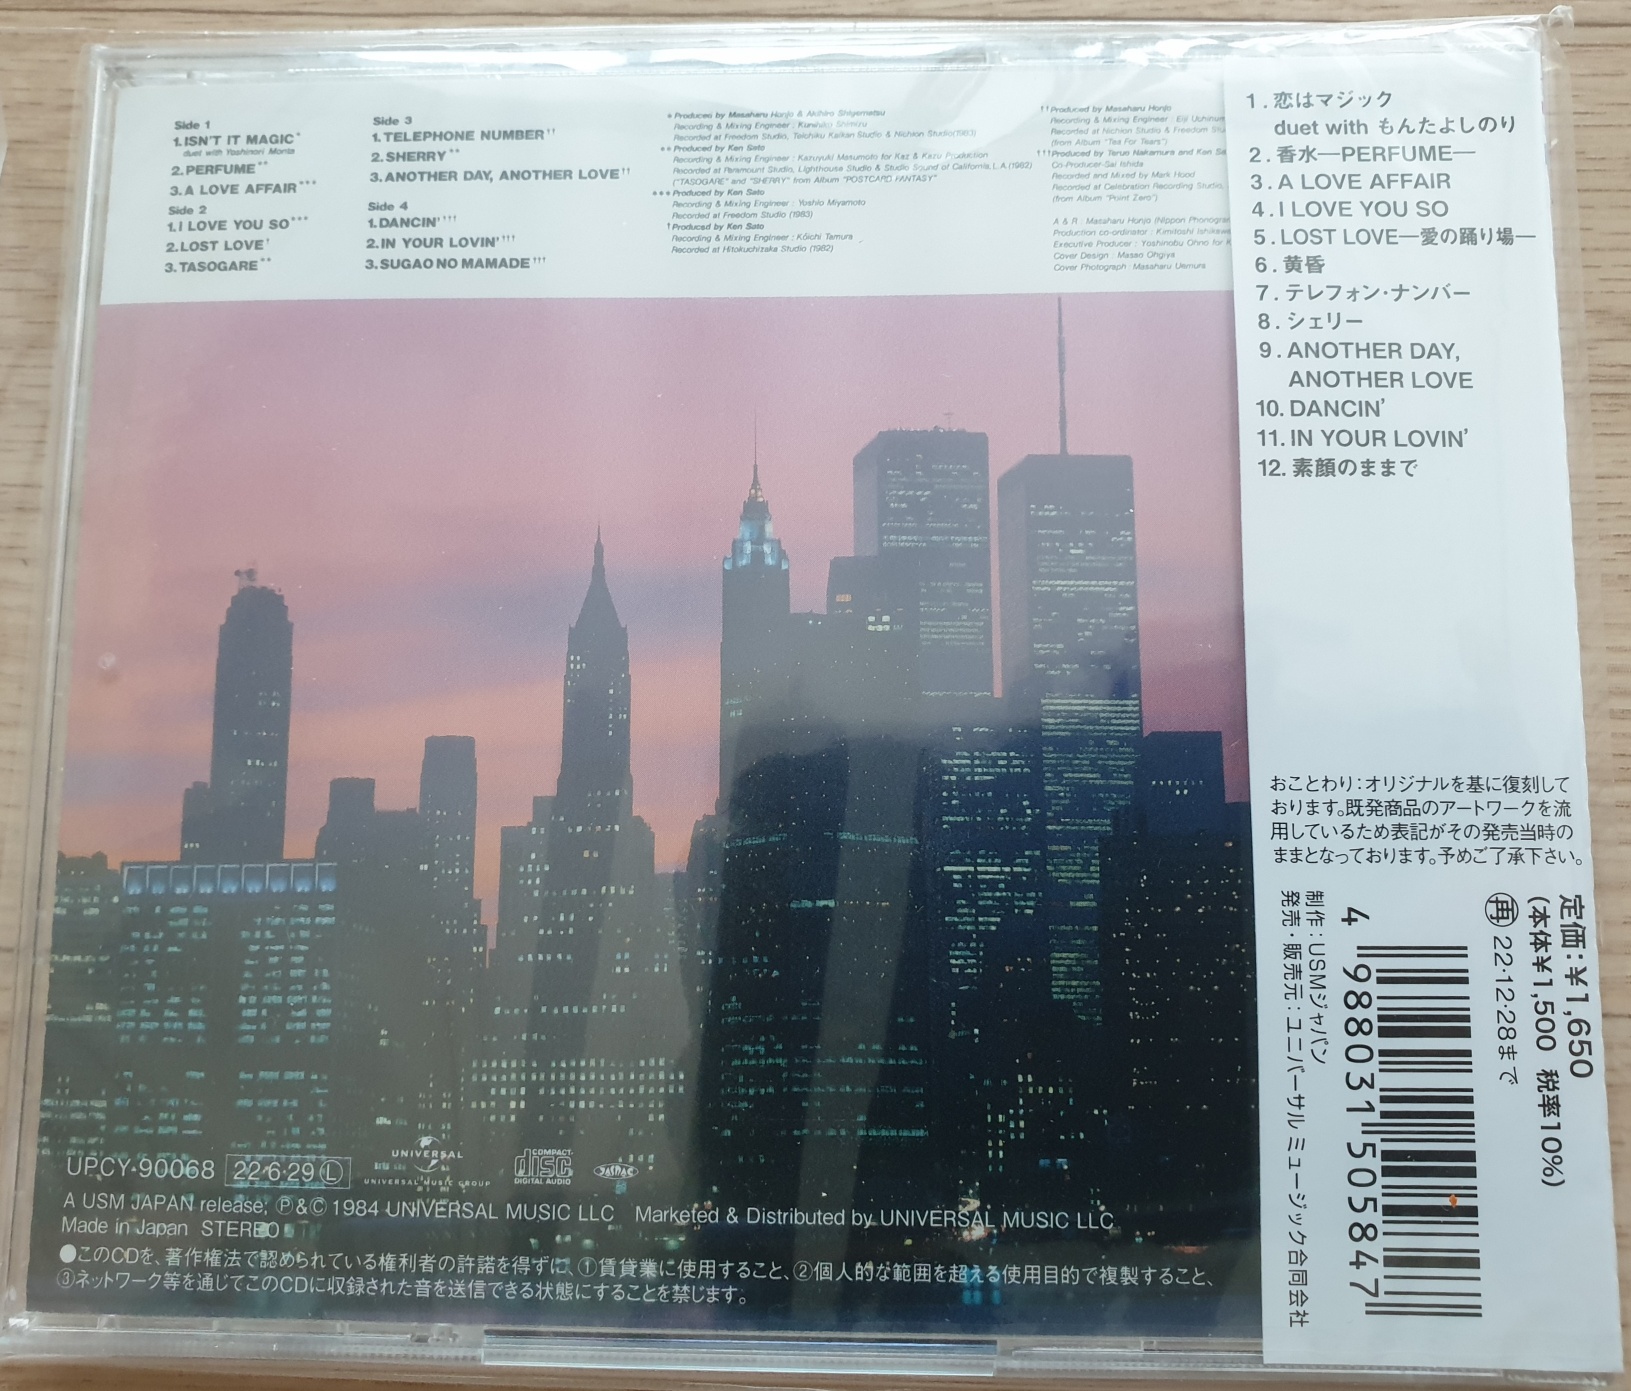 Side 1
1. ISN'T IT MAGIC*
duet with Yoshinori Monta
2. PERFUME**
3. A LOVE AFFAIR***
Side 2
1. I LOVE YOU SO***
2. LOST LOVE†
3. TASOGARE**
Side 3
1. TELEPHONE NUMBER††
2. SHERRY**
3. ANOTHER DAY, ANOTHER LOVE††
Side 4
1. DANCIN'†††
2. IN YOUR LOVIN'†††
3. SUGAO NO MAMADE†††
* Produced by Masaharu Honjo & Akihiro Shigematsu
Recording & Mixing Engineer : Kunihiko Shimizu
Recorded at Freedom Studio, Teichiku Kaikan Studio & Nichion Studio (1983)
** Produced by Ken Sato
Recording & Mixing Engineer : Kazuyuki Masumoto for Kaz & Kazu Production
Recorded at Paramount Studio, Lighthouse Studio & Studio Sound of California, L.A. (1982)
("TASOGARE" and "SHERRY" from Album "POSTCARD FANTASY"
*** Produced by Ken Sato
Recording & Mixing Engineer : Yoshio Miyamoto
Recorded at Freedom Studio (1983)
† Produced by Ken Sato
Recording & Mixing Engineer : Kōichi Tamura
Recorded at Hitokuchizaka Studio (1982)
†† Produced by Masaharu Honjo
Recording & Mixing Engineer : Eiji Uchinum
Recorded at Nichion Studio & Freedom Stu
(from Album "Tea For Tears")
††† Produced by Teruo Nakamura and Ken Sa
Co-Producer-Sai Ishida
Recorded and Mixed by Mark Hood
Recorded at Celebration Recording Studio,
(from Album "Point Zero")
A & R : Masaharu Honjo (Nippon Phonogra
Production co-ordinator : Kimitoshi Ishikaw
Executive Producer : Yoshinobu Ohno for K
Cover Design : Masao Ohgiya
Cover Photograph : Masaharu Uemura
1. 恋はマジック
duet with もんたよしのり
2. 香水―PERFUME―
3. A LOVE AFFAIR
4. I LOVE YOU SO
5. LOST LOVE―愛の踊り場―
6. 黄昏
7. テレフォン・ナンバー
8. シェリー
9. ANOTHER DAY,
ANOTHER LOVE
10. DANCIN'
11. IN YOUR LOVIN'
12. 素顔のままで
おことわり：オリジナルを基に復刻して
おります。既発商品のアートワークを流
用しているため表記がその発売当時の
ままとなっております。予めご了承下さい。
定価：¥1,650
(本体¥1,500 税率10%)
再 22・12・28まで
4 988031 505847
制作：USMジャパン
発売・販売元：ユニバーサル ミュージック合同会社
UPCY-90068 22・6・29 Ⓛ
UNIVERSAL
UNIVERSAL MUSIC GROUP
COMPACT disc DIGITAL AUDIO
JASRAC
A USM JAPAN release; Ⓟ&Ⓒ 1984 UNIVERSAL MUSIC LLC Marketed & Distributed by UNIVERSAL MUSIC LLC
Made in Japan STEREO
●このCDを、著作権法で認められている権利者の許諾を得ずに、①賃貸業に使用すること、②個人的な範囲を超える使用目的で複製すること、
③ネットワーク等を通じてこのCDに収録された音を送信できる状態にすることを禁じます。